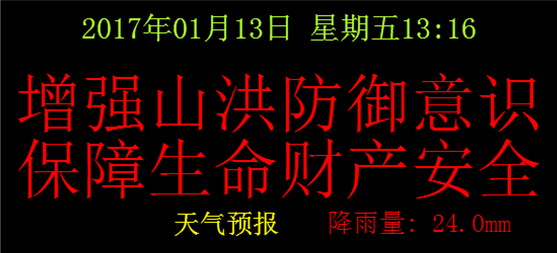 2017年01月13日 星期五13:16
增强山洪防御意识
保障生命财产安全
天气预报 降雨量: 24.0mm